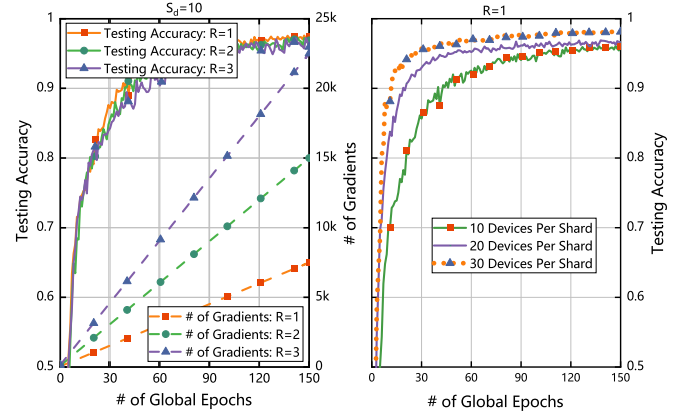 S_d=10
Testing Accuracy: R=1
Testing Accuracy: R=2
Testing Accuracy: R=3
# of Gradients: R=1
# of Gradients: R=2
# of Gradients: R=3
Testing Accuracy
1
0.9
0.8
0.7
0.6
0.5
25k
20k
15k
10k
5k
0
# of Gradients
0 30 60 90 120 150
# of Global Epochs
R=1
10 Devices Per Shard
20 Devices Per Shard
30 Devices Per Shard
1
0.9
0.8
0.7
0.6
0.5
Testing Accuracy
0 30 60 90 120 150
# of Global Epochs